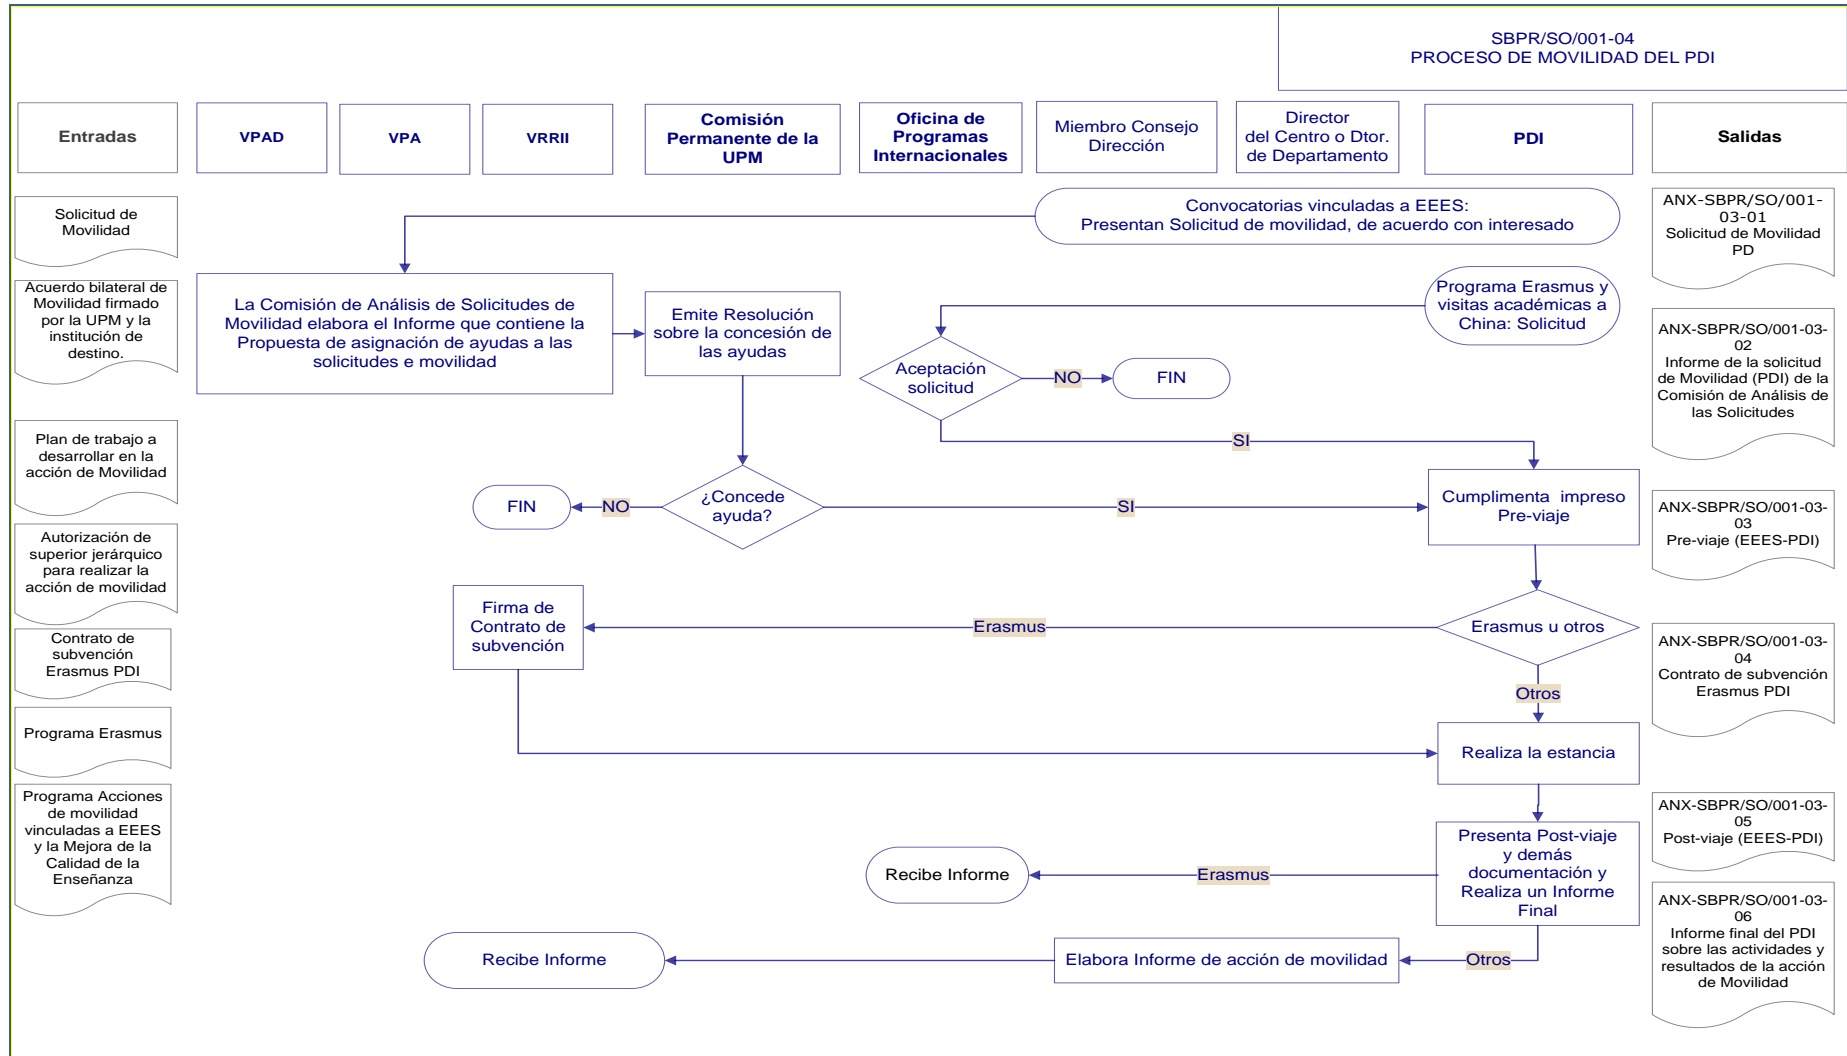 SBPR/SO/001-04
PROCESO DE MOVILIDAD DEL PDI
Entradas
VPAD
VPA
VRRII
Comisión
Permanente de la
UPM
Oficina de
Programas
Internacionales
Miembro Consejo
Dirección
Director
del Centro o Dtor.
de Departamento
PDI
Salidas
Solicitud de
Movilidad
Convocatorias vinculadas a EEES:
Presentan Solicitud de movilidad, de acuerdo con interesado
ANX-SBPR/SO/001-
03-01
Solicitud de Movilidad
PD
Acuerdo bilateral de
Movilidad firmado
por la UPM y la
institución de
destino.
La Comisión de Análisis de Solicitudes de
Movilidad elabora el Informe que contiene la
Propuesta de asignación de ayudas a las
solicitudes e movilidad
Emite Resolución
sobre la concesión de
las ayudas
Programa Erasmus y
visitas académicas a
China: Solicitud
Aceptación
solicitud
NO
FIN
SI
ANX-SBPR/SO/001-03-
02
Informe de la solicitud
de Movilidad (PDI) de la
Comisión de Análisis de
las Solicitudes
Plan de trabajo a
desarrollar en la
acción de Movilidad
FIN
NO
¿Concede
ayuda?
SI
Cumplimenta impreso
Pre-viaje
ANX-SBPR/SO/001-03-
03
Pre-viaje (EEES-PDI)
Autorización de
superior jerárquico
para realizar la
acción de movilidad
Firma de
Contrato de
subvención
Erasmus
Erasmus u otros
Otros
Contrato de
subvención
Erasmus PDI
ANX-SBPR/SO/001-03-
04
Contrato de subvención
Erasmus PDI
Programa Erasmus
Realiza la estancia
Programa Acciones
de movilidad
vinculadas a EEES
y la Mejora de la
Calidad de la
Enseñanza
Recibe Informe
Erasmus
Presenta Post-viaje
y demás
documentación y
Realiza un Informe
Final
ANX-SBPR/SO/001-03-
05
Post-viaje (EEES-PDI)
Recibe Informe
Elabora Informe de acción de movilidad
Otros
ANX-SBPR/SO/001-03-
06
Informe final del PDI
sobre las actividades y
resultados de la acción
de Movilidad